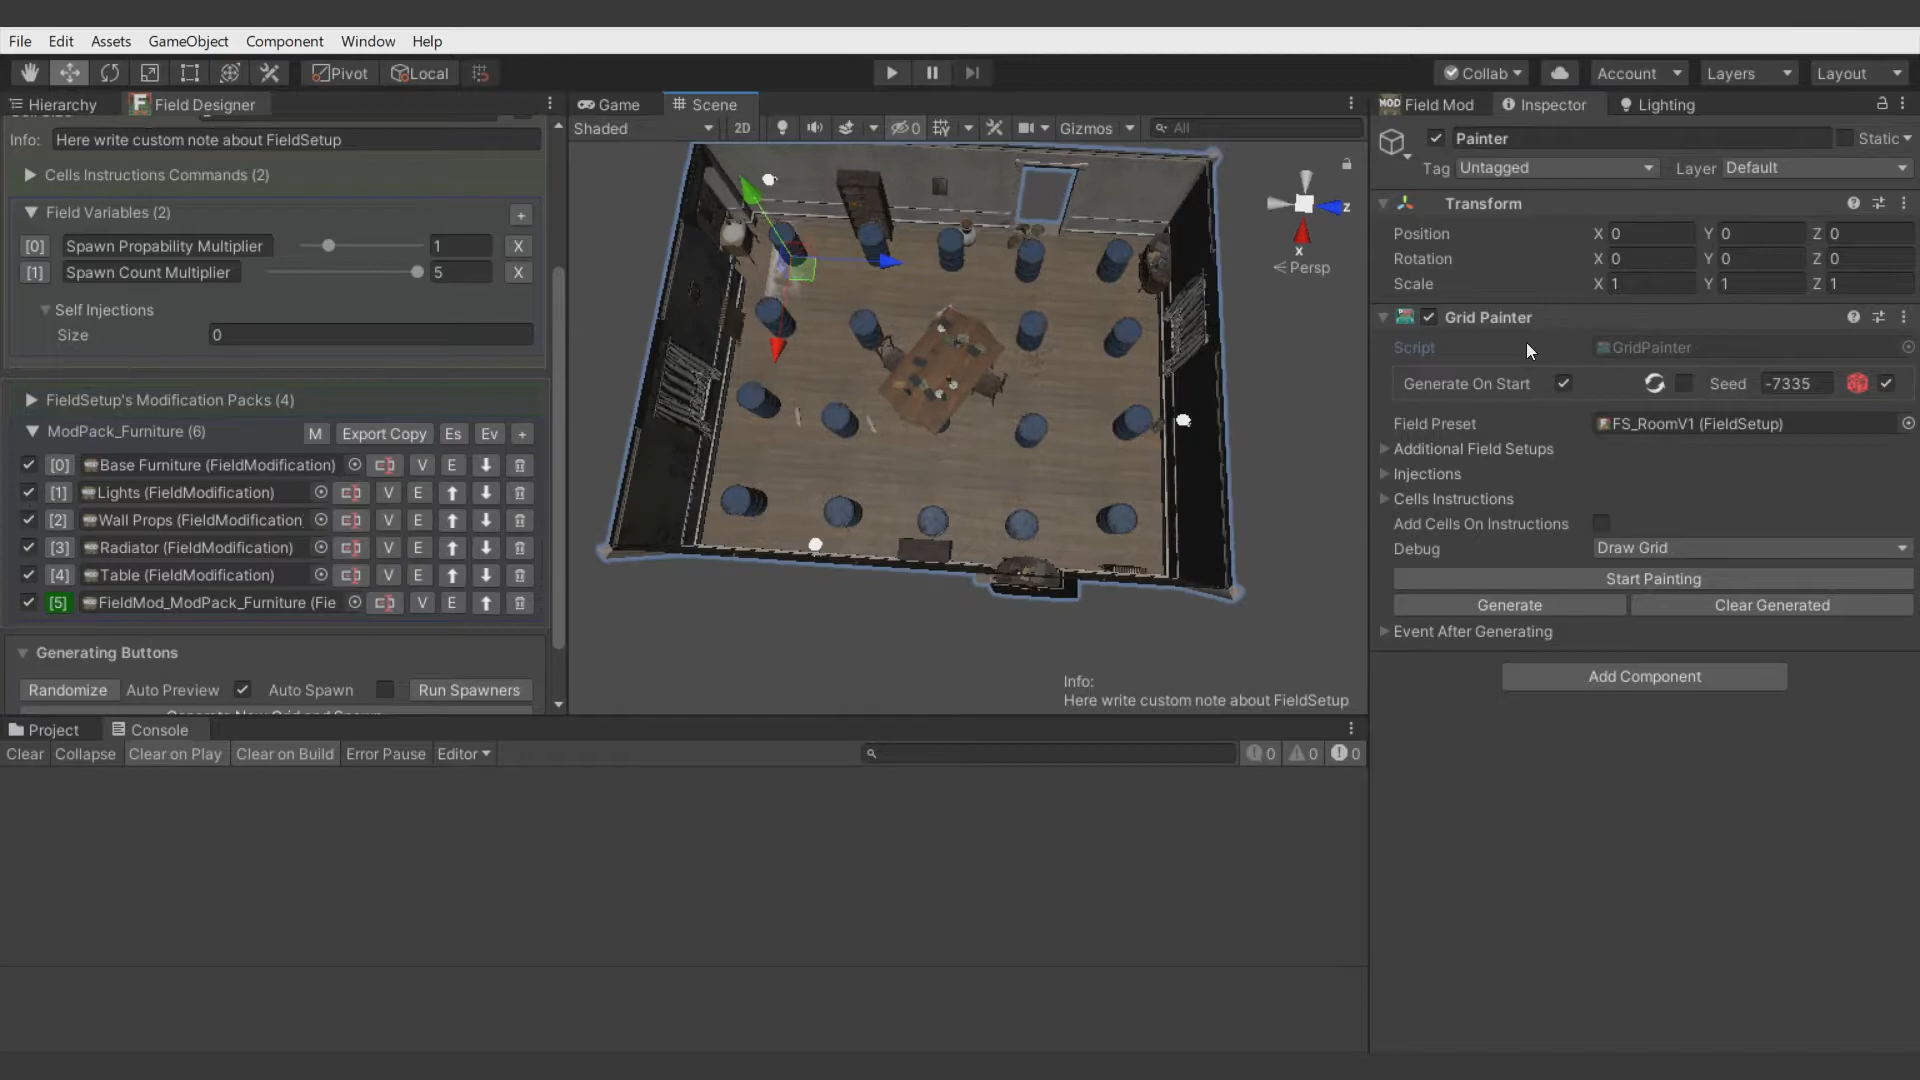 File Edit Assets GameObject Component Window Help
Pivot Local Collab Account Layers Layout
Hierarchy Field Designer
Info: Here write custom note about FieldSetup
Cells Instructions Commands (2)
Field Variables (2) +
[0] Spawn Propability Multiplier 1 X
[1] Spawn Count Multiplier 5 X
Self Injections
Size 0
FieldSetup's Modification Packs (4)
ModPack_Furniture (6) M Export Copy Es Ev +
[0] Base Furniture (FieldModification) V E
[1] Lights (FieldModification) V E
[2] Wall Props (FieldModification V E
[3] Radiator (FieldModification) V E
[4] Table (FieldModification) V E
[5] FieldMod_ModPack_Furniture (Fie V E
Generating Buttons
Randomize Auto Preview Auto Spawn Run Spawners
Game Scene
Shaded 2D 0 Gizmos All
z
x
Persp
Info:
Here write custom note about FieldSetup
MOD Field Mod Inspector Lighting
Painter Static
Tag Untagged Layer Default
Transform
Position X 0 Y 0 Z 0
Rotation X 0 Y 0 Z 0
Scale X 1 Y 1 Z 1
Grid Painter
Script GridPainter
Generate On Start Seed -7335
Field Preset FS_RoomV1 (FieldSetup)
Additional Field Setups
Injections
Cells Instructions
Add Cells On Instructions
Debug Draw Grid
Start Painting
Generate Clear Generated
Event After Generating
Add Component
Project Console
Clear Collapse Clear on Play Clear on Build Error Pause Editor 0 0 0